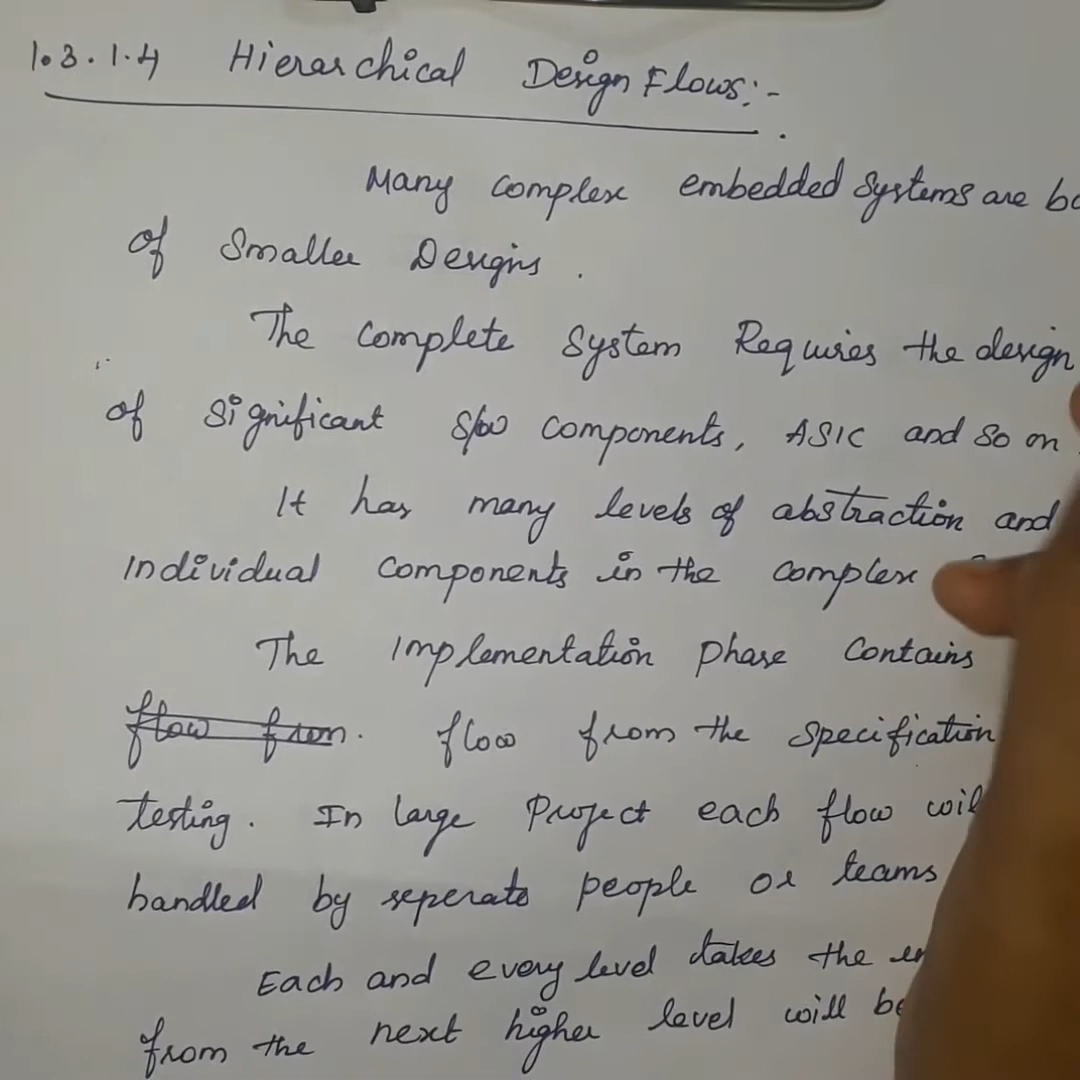 1.3.1.4 Hierarchical Design Flows:-
Many complex embedded Systems are
of Smaller Designs.
The complete System Requires the design
of Significant S/w components, ASIC and so on
It has many levels of abstraction and
individual components in the complex
The implementation phase contains
flow from. flow from the specification
testing. In large Project each flow
handled by seperate people or teams
Each and every level takes the
from the next higher level will